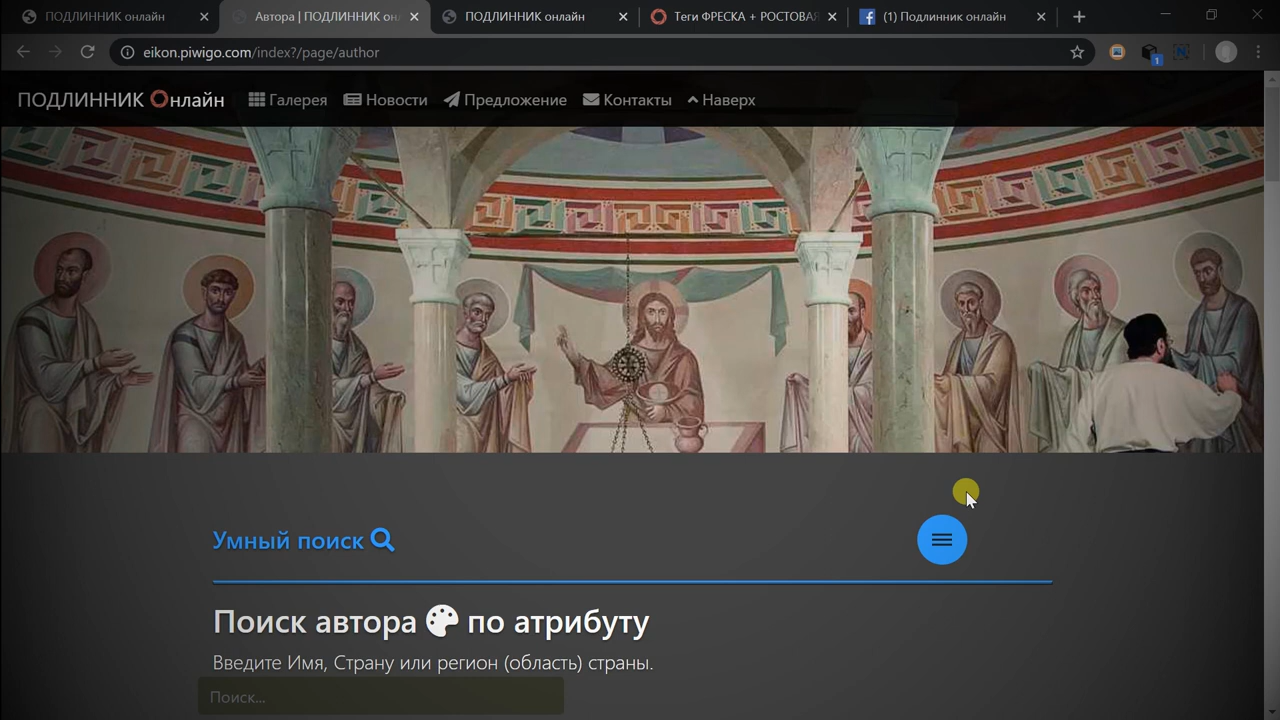 ПОДЛИННИК онлайн
Автора | ПОДЛИННИК он
ПОДЛИННИК онлайн
Теги ФРЕСКА + РОСТОВАЯ
(1) Подлинник онлайн
eikon.piwigo.com/index?/page/author
1
ПОДЛИННИК Онлайн
Галерея
Новости
Предложение
Контакты
Наверх
Умный поиск
Поиск автора по атрибуту
Введите Имя, Страну или регион (область) страны.
Поиск...